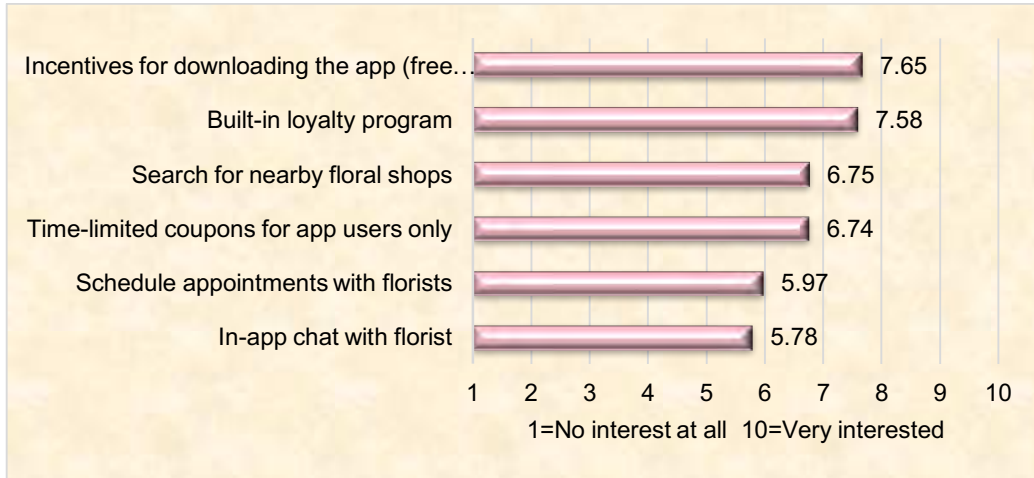 Incentives for downloading the app (free… 7.65
Built-in loyalty program 7.58
Search for nearby floral shops 6.75
Time-limited coupons for app users only 6.74
Schedule appointments with florists 5.97
In-app chat with florist 5.78
1 2 3 4 5 6 7 8 9 10
1=No interest at all 10=Very interested